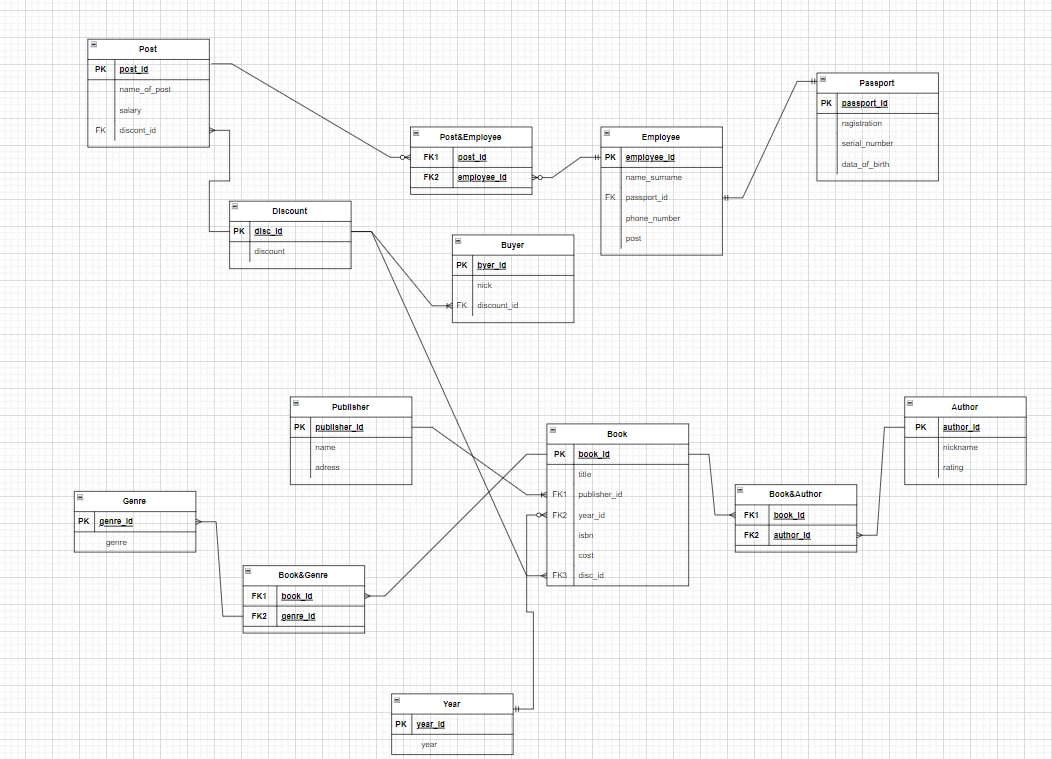 Post
PK post_id
name_of_post
salary
FK discont_id
Passport
PK passport_id
ragistration
serial_number
data_of_birth
Post&Employee
FK1 post_id
FK2 employee_id
Employee
PK employee_id
name_surname
FK passport_id
phone_number
post
Discount
PK disc_id
discount
Buyer
PK byer_id
nick
FK discount_id
Publisher
PK publisher_id
name
adress
Book
PK book_id
title
FK1 publisher_id
FK2 year_id
isbn
cost
FK3 disc_id
Author
PK author_id
nickname
rating
Genre
PK genre_id
genre
Book&Author
FK1 book_id
FK2 author_id
Book&Genre
FK1 book_id
FK2 genre_id
Year
PK year_id
year